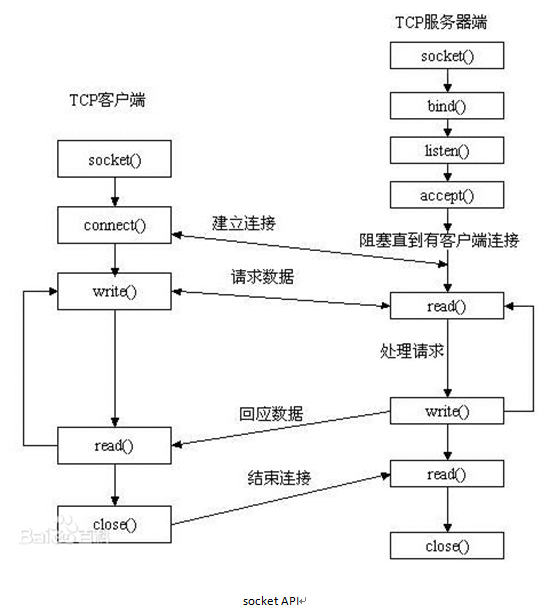 TCP服务器端
socket()
bind()
listen()
accept()
阻塞直到有客户端连接
read()
处理请求
write()
read()
close()
TCP客户端
socket()
connect()
write()
read()
close()
建立连接
请求数据
回应数据
结束连接
Baidu百科
socket API